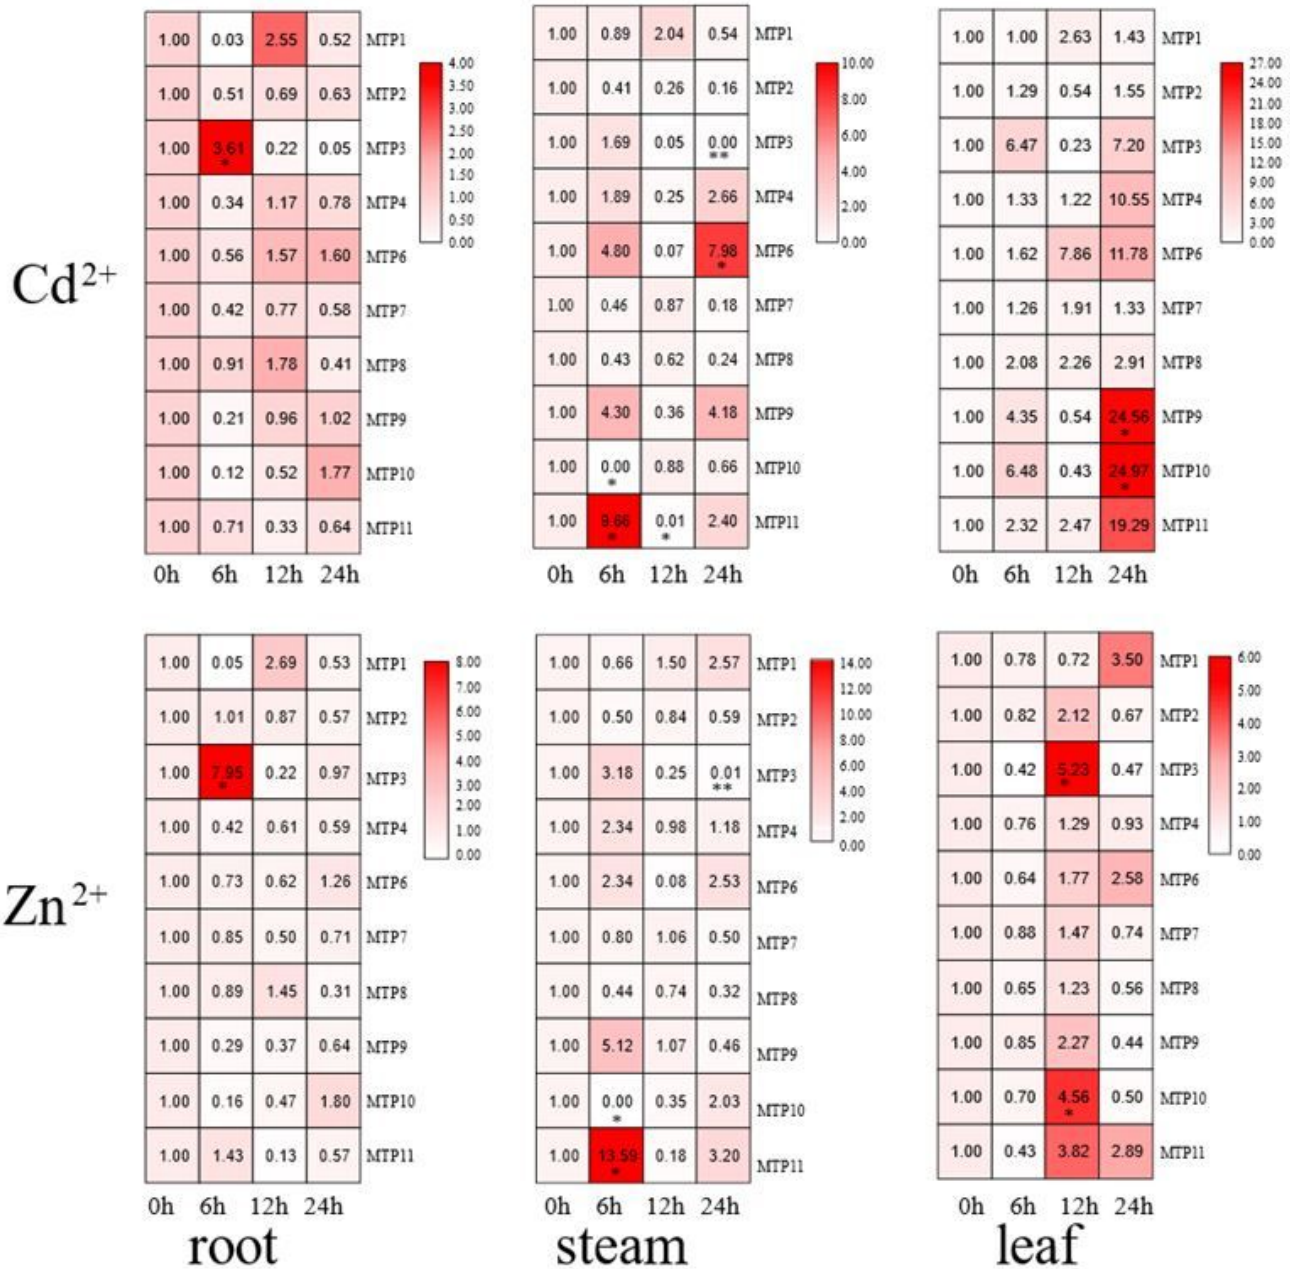 Cd2+
1.00 0.03 2.55 0.52 MTP1
1.00 0.51 0.69 0.63 MTP2
1.00 3.61 0.22 0.05 MTP3
*
1.00 0.34 1.17 0.78 MTP4
1.00 0.56 1.57 1.60 MTP6
1.00 0.42 0.77 0.58 MTP7
1.00 0.91 1.78 0.41 MTP8
1.00 0.21 0.96 1.02 MTP9
1.00 0.12 0.52 1.77 MTP10
1.00 0.71 0.33 0.64 MTP11
0h 6h 12h 24h
4.00
3.50
3.00
2.50
2.00
1.50
1.00
0.50
0.00
1.00 0.89 2.04 0.54 MTP1
1.00 0.41 0.26 0.16 MTP2
1.00 1.69 0.05 0.00 MTP3
**
1.00 1.89 0.25 2.66 MTP4
1.00 4.80 0.07 7.98 MTP6
*
1.00 0.46 0.87 0.18 MTP7
1.00 0.43 0.62 0.24 MTP8
1.00 4.30 0.36 4.18 MTP9
1.00 0.00 0.88 0.66 MTP10
*
1.00 9.66 0.01 2.40 MTP11
* *
0h 6h 12h 24h
10.00
8.00
6.00
4.00
2.00
0.00
1.00 1.00 2.63 1.43 MTP1
1.00 1.29 0.54 1.55 MTP2
1.00 6.47 0.23 7.20 MTP3
1.00 1.33 1.22 10.55 MTP4
1.00 1.62 7.86 11.78 MTP6
1.00 1.26 1.91 1.33 MTP7
1.00 2.08 2.26 2.91 MTP8
1.00 4.35 0.54 24.56 MTP9
*
1.00 6.48 0.43 24.97 MTP10
*
1.00 2.32 2.47 19.29 MTP11
0h 6h 12h 24h
27.00
24.00
21.00
18.00
15.00
12.00
9.00
6.00
3.00
0.00
Zn2+
1.00 0.05 2.69 0.53 MTP1
1.00 1.01 0.87 0.57 MTP2
1.00 7.95 0.22 0.97 MTP3
*
1.00 0.42 0.61 0.59 MTP4
1.00 0.73 0.62 1.26 MTP6
1.00 0.85 0.50 0.71 MTP7
1.00 0.89 1.45 0.31 MTP8
1.00 0.29 0.37 0.64 MTP9
1.00 0.16 0.47 1.80 MTP10
1.00 1.43 0.13 0.57 MTP11
0h 6h 12h 24h
root
8.00
7.00
6.00
5.00
4.00
3.00
2.00
1.00
0.00
1.00 0.66 1.50 2.57 MTP1
1.00 0.50 0.84 0.59 MTP2
1.00 3.18 0.25 0.01 MTP3
**
1.00 2.34 0.98 1.18 MTP4
1.00 2.34 0.08 2.53 MTP6
1.00 0.80 1.06 0.50 MTP7
1.00 0.44 0.74 0.32 MTP8
1.00 5.12 1.07 0.46 MTP9
1.00 0.00 0.35 2.03 MTP10
*
1.00 13.59 0.18 3.20 MTP11
*
0h 6h 12h 24h
steam
14.00
12.00
10.00
8.00
6.00
4.00
2.00
0.00
1.00 0.78 0.72 3.50 MTP1
1.00 0.82 2.12 0.67 MTP2
1.00 0.42 5.23 0.47 MTP3
*
1.00 0.76 1.29 0.93 MTP4
1.00 0.64 1.77 2.58 MTP6
1.00 0.88 1.47 0.74 MTP7
1.00 0.65 1.23 0.56 MTP8
1.00 0.85 2.27 0.44 MTP9
1.00 0.70 4.56 0.50 MTP10
*
1.00 0.43 3.82 2.89 MTP11
0h 6h 12h 24h
leaf
6.00
5.00
4.00
3.00
2.00
1.00
0.00